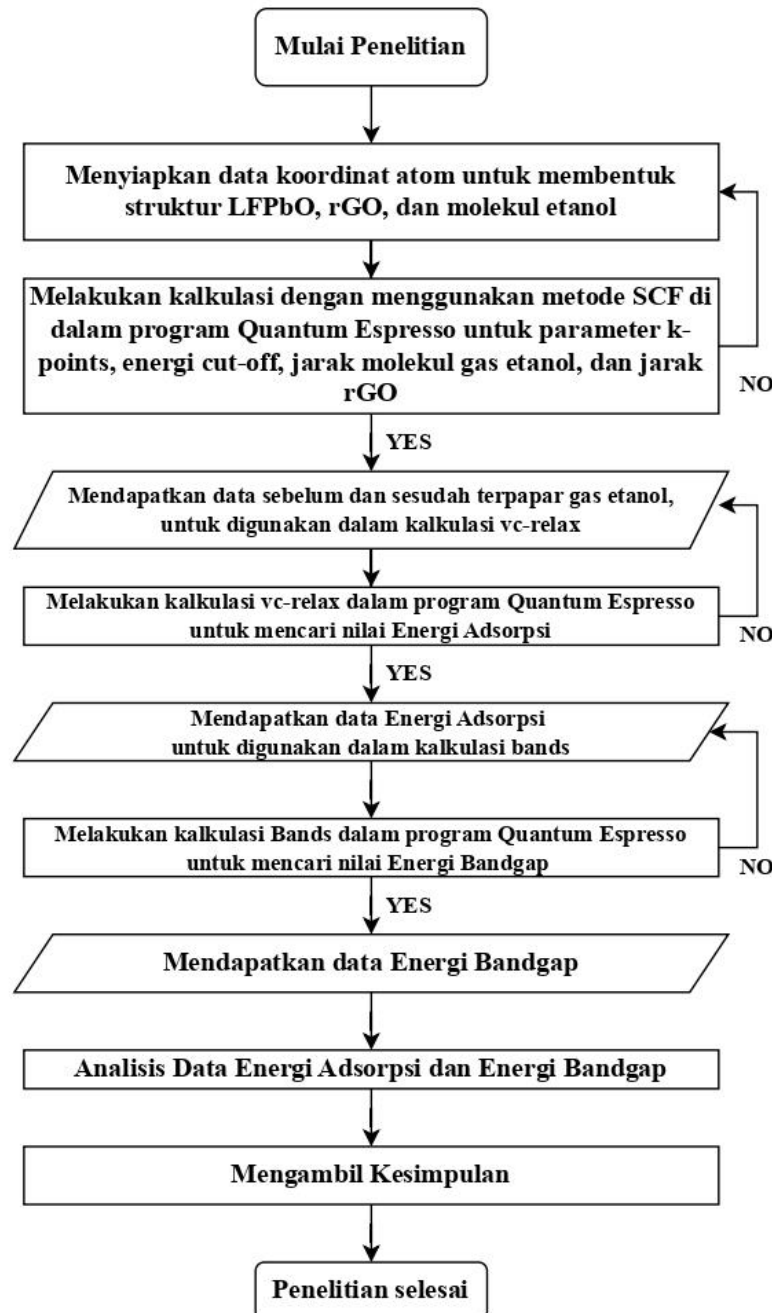 Mulai Penelitian
Menyiapkan data koordinat atom untuk membentuk
struktur LFPbO, rGO, dan molekul etanol
Melakukan kalkulasi dengan menggunakan metode SCF di
dalam program Quantum Espresso untuk parameter k-
points, energi cut-off, jarak molekul gas etanol, dan jarak
rGO
NO
YES
Mendapatkan data sebelum dan sesudah terpapar gas etanol,
untuk digunakan dalam kalkulasi vc-relax
Melakukan kalkulasi vc-relax dalam program Quantum Espresso
untuk mencari nilai Energi Adsorpsi
NO
YES
Mendapatkan data Energi Adsorpsi
untuk digunakan dalam kalkulasi bands
Melakukan kalkulasi Bands dalam program Quantum Espresso
untuk mencari nilai Energi Bandgap
NO
YES
Mendapatkan data Energi Bandgap
Analisis Data Energi Adsorpsi dan Energi Bandgap
Mengambil Kesimpulan
Penelitian selesai